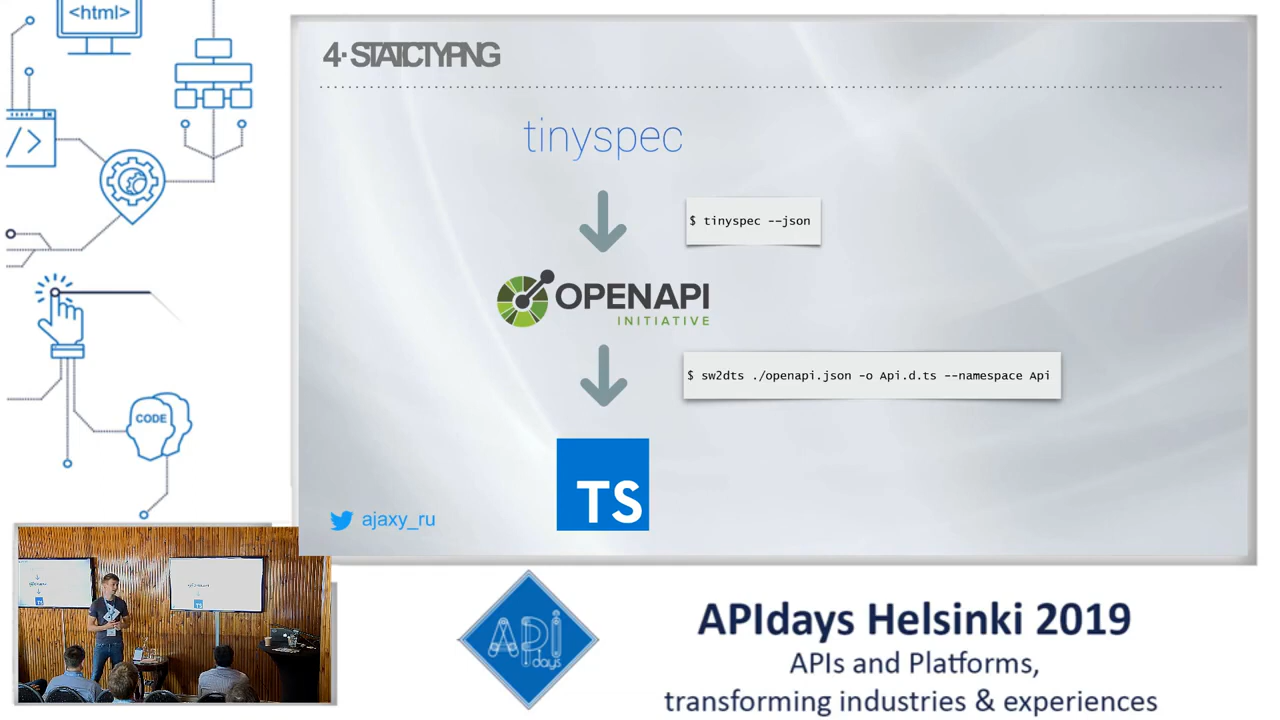 <html>
4. STATIC TYPING
tinyspec
$ tinyspec --json
OPENAPI
INITIATIVE
$ sw2dts ./openapi.json -o Api.d.ts --namespace Api
TS
ajaxy_ru
</>
CODE
APIdays
APIdays Helsinki 2019
APIs and Platforms,
transforming industries & experiences